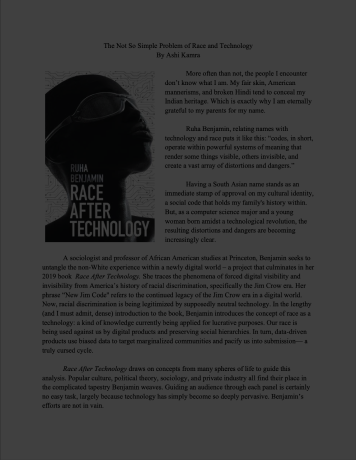 The Not So Simple Problem of Race and Technology
By Ashi Kamra
More often than not, the people I encounter
don't know what I am. My fair skin, American
mannerisms, and broken Hindi tend to conceal my
Indian heritage. Which is exactly why I am eternally
grateful to my parents for my name.
Ruha Benjamin, relating names with
technology and race puts it like this: "codes, in short,
operate within powerful systems of meaning that
render some things visible, others invisible, and
create a vast array of distortions and dangers."
Having a South Asian name stands as an
immediate stamp of approval on my cultural identity,
a social code that holds my family's history within.
But, as a computer science major and a young
woman born amidst a technological revolution, the
resulting distortions and dangers are becoming
increasingly clear.
RUHA
BENJAMIN
RACE
AFTER
TECHNOLOGY
A sociologist and professor of African American studies at Princeton, Benjamin seeks to
untangle the non-White experience within a newly digital world – a project that culminates in her
2019 book Race After Technology. She traces the phenomena of forced digital visibility and
invisibility from America's history of racial discrimination, specifically the Jim Crow era. Her
phrase "New Jim Code" refers to the continued legacy of the Jim Crow era in a digital world.
Now, racial discrimination is being legitimized by supposedly neutral technology. In the lengthy
(and I must admit, dense) introduction to the book, Benjamin introduces the concept of race as a
technology: a kind of knowledge currently being applied for lucrative purposes. Our race is
being used against us by digital products and preserving social hierarchies. In turn, data-driven
products use biased data to target marginalized communities and pacify us into submission— a
truly cursed cycle.
Race After Technology draws on concepts from many spheres of life to guide this
analysis. Popular culture, political theory, sociology, and private industry all find their place in
the complicated tapestry Benjamin weaves. Guiding an audience through each panel is certainly
no easy task, largely because technology has simply become so deeply pervasive. Benjamin's
efforts are not in vain.